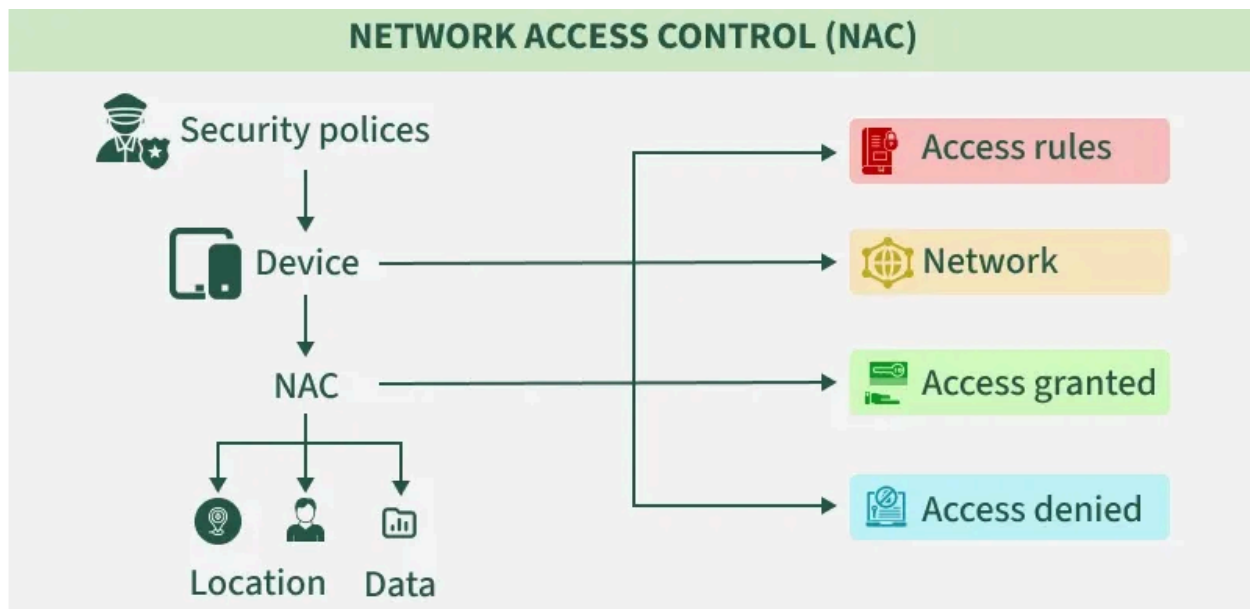 NETWORK ACCESS CONTROL (NAC)
Security polices
Device
NAC
Location
Data
Access rules
Network
Access granted
Access denied